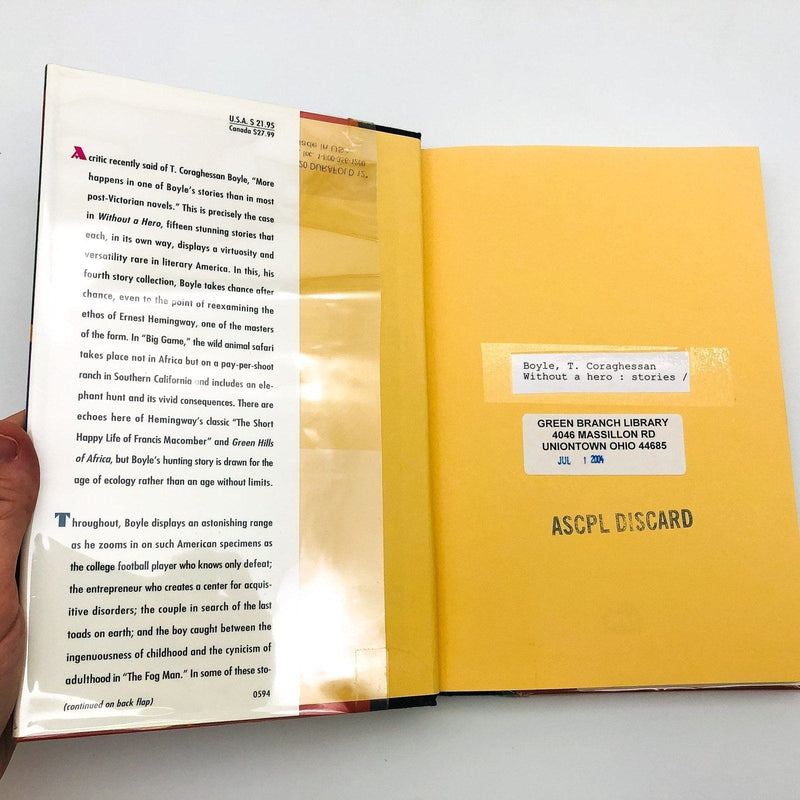 U.S.A. $ 21.95
Canada $27.99
A critic recently said of T. Coraghessan Boyle, "More
happens in one of Boyle's stories than in most
post-Victorian novels." This is precisely the case
in Without a Hero, fifteen stunning stories that
each, in its own way, displays a virtuosity and
versatility rare in literary America. In this, his
fourth story collection, Boyle takes chance after
chance, even to the point of reexamining the
ethos of Ernest Hemingway, one of the masters
of the form. In "Big Game," the wild animal safari
takes place not in Africa but on a pay-per-shoot
ranch in Southern California and includes an ele-
phant hunt and its vivid consequences. There are
echoes here of Hemingway's classic "The Short
Happy Life of Francis Macomber" and Green Hills
of Africa, but Boyle's hunting story is drawn for the
age of ecology rather than an age without limits.
Throughout, Boyle displays an astonishing range
as he zooms in on such American specimens as
the college football player who knows only defeat;
the entrepreneur who creates a center for acquis-
itive disorders; the couple in search of the last
toads on earth; and the boy caught between the
ingenuousness of childhood and the cynicism of
adulthood in "The Fog Man." In some of these sto-
(continued on back flap)
0594
Made in US
Inc.
20 DURAFOLD 12"
Boyle, T. Coraghessan
Without a hero : stories /
GREEN BRANCH LIBRARY
4046 MASSILLON RD
UNIONTOWN OHIO 44685
JUL 1 2004
ASCPL DISCARD